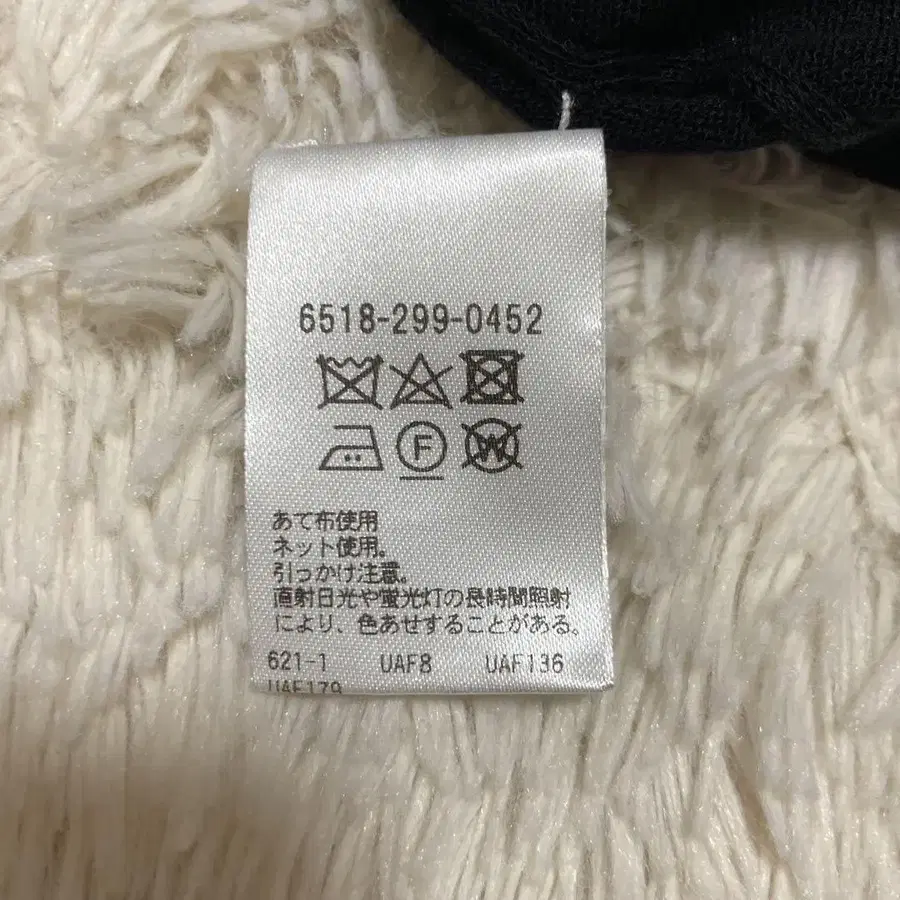 6518-299-0452
F W
あて布使用
ネット使用。
引っかけ注意。
直射日光や蛍光灯の長時間照射
により、色あせすることがある。
621-1 UAF8 UAF136
UAF179